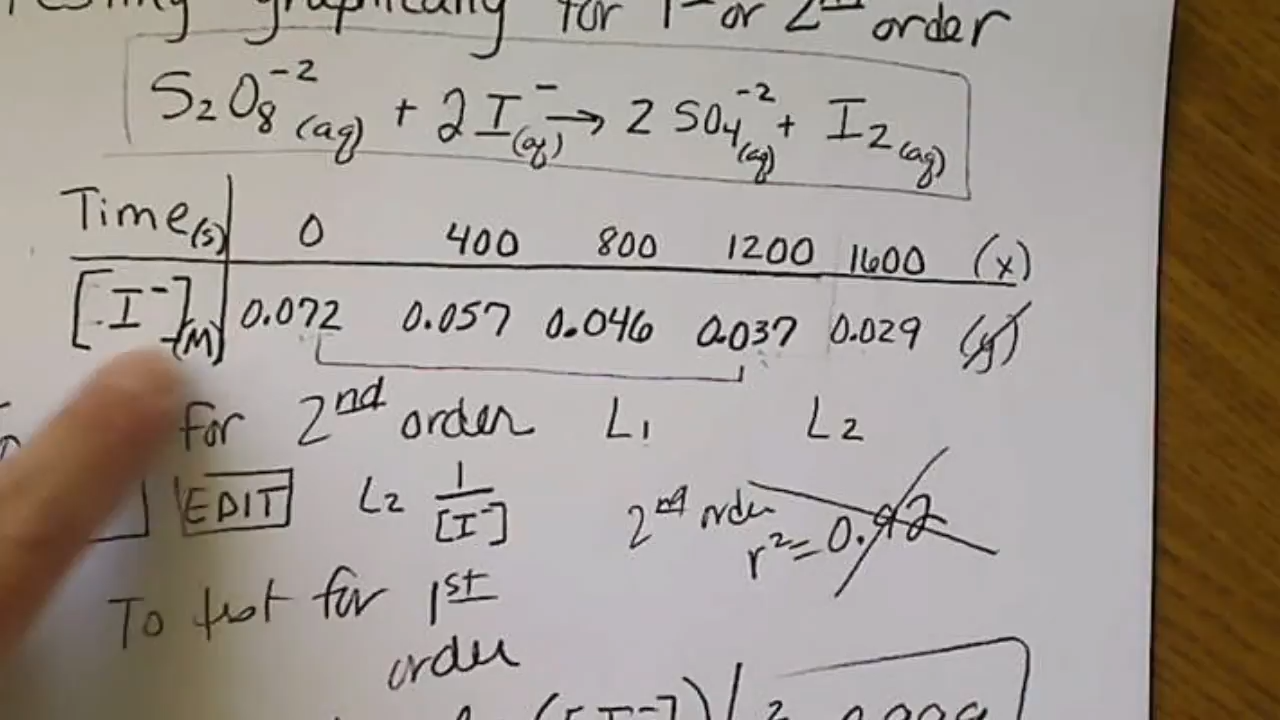 Testing graphically for 1st or 2nd order
S₂O₈⁻²(aq) + 2I⁻(aq) → 2 SO₄⁻²(aq) + I₂(aq)
Time(s) 0 400 800 1200 1600 (x)
[I⁻](M) 0.072 0.057 0.046 0.037 0.029 (y)
For 2nd order L₁ L₂
EDIT L₂ 1/[I⁻] 2nd order
r²=0.92
To test for 1st
order
([I⁻])